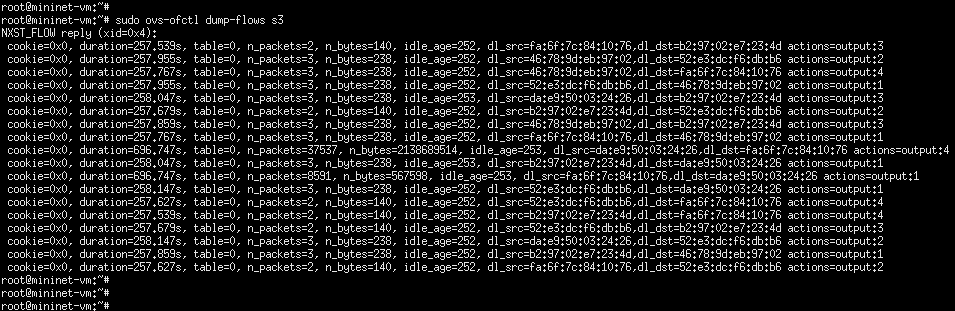 root@mininet-vm:~#
root@mininet-vm:~# sudo ovs-ofctl dump-flows s3
NXST_FLOW reply (xid=0x4):
 cookie=0x0, duration=257.539s, table=0, n_packets=2, n_bytes=140, idle_age=252, dl_src=fa:6f:7c:84:10:76,dl_dst=b2:97:02:e7:23:4d actions=output:3
 cookie=0x0, duration=257.955s, table=0, n_packets=3, n_bytes=238, idle_age=252, dl_src=46:78:9d:eb:97:02,dl_dst=52:e3:dc:f6:db:b6 actions=output:2
 cookie=0x0, duration=257.767s, table=0, n_packets=3, n_bytes=238, idle_age=252, dl_src=46:78:9d:eb:97:02,dl_dst=fa:6f:7c:84:10:76 actions=output:4
 cookie=0x0, duration=257.955s, table=0, n_packets=3, n_bytes=238, idle_age=252, dl_src=52:e3:dc:f6:db:b6,dl_dst=46:78:9d:eb:97:02 actions=output:1
 cookie=0x0, duration=258.047s, table=0, n_packets=3, n_bytes=238, idle_age=253, dl_src=da:e9:50:03:24:26,dl_dst=b2:97:02:e7:23:4d actions=output:3
 cookie=0x0, duration=257.679s, table=0, n_packets=2, n_bytes=140, idle_age=252, dl_src=b2:97:02:e7:23:4d,dl_dst=52:e3:dc:f6:db:b6 actions=output:2
 cookie=0x0, duration=257.859s, table=0, n_packets=3, n_bytes=238, idle_age=252, dl_src=46:78:9d:eb:97:02,dl_dst=b2:97:02:e7:23:4d actions=output:3
 cookie=0x0, duration=257.767s, table=0, n_packets=3, n_bytes=238, idle_age=252, dl_src=fa:6f:7c:84:10:76,dl_dst=46:78:9d:eb:97:02 actions=output:1
 cookie=0x0, duration=696.747s, table=0, n_packets=37537, n_bytes=2138689514, idle_age=253, dl_src=da:e9:50:03:24:26,dl_dst=fa:6f:7c:84:10:76 actions=output:4
 cookie=0x0, duration=258.047s, table=0, n_packets=3, n_bytes=238, idle_age=253, dl_src=b2:97:02:e7:23:4d,dl_dst=da:e9:50:03:24:26 actions=output:1
 cookie=0x0, duration=696.747s, table=0, n_packets=8591, n_bytes=567598, idle_age=253, dl_src=fa:6f:7c:84:10:76,dl_dst=da:e9:50:03:24:26 actions=output:1
 cookie=0x0, duration=258.147s, table=0, n_packets=3, n_bytes=238, idle_age=252, dl_src=52:e3:dc:f6:db:b6,dl_dst=da:e9:50:03:24:26 actions=output:1
 cookie=0x0, duration=257.627s, table=0, n_packets=2, n_bytes=140, idle_age=252, dl_src=52:e3:dc:f6:db:b6,dl_dst=fa:6f:7c:84:10:76 actions=output:4
 cookie=0x0, duration=257.539s, table=0, n_packets=2, n_bytes=140, idle_age=252, dl_src=b2:97:02:e7:23:4d,dl_dst=fa:6f:7c:84:10:76 actions=output:4
 cookie=0x0, duration=257.679s, table=0, n_packets=2, n_bytes=140, idle_age=252, dl_src=52:e3:dc:f6:db:b6,dl_dst=b2:97:02:e7:23:4d actions=output:3
 cookie=0x0, duration=258.147s, table=0, n_packets=3, n_bytes=238, idle_age=252, dl_src=da:e9:50:03:24:26,dl_dst=52:e3:dc:f6:db:b6 actions=output:2
 cookie=0x0, duration=257.859s, table=0, n_packets=3, n_bytes=238, idle_age=252, dl_src=b2:97:02:e7:23:4d,dl_dst=46:78:9d:eb:97:02 actions=output:1
 cookie=0x0, duration=257.627s, table=0, n_packets=2, n_bytes=140, idle_age=252, dl_src=fa:6f:7c:84:10:76,dl_dst=52:e3:dc:f6:db:b6 actions=output:2
root@mininet-vm:~#
root@mininet-vm:~#
root@mininet-vm:~#